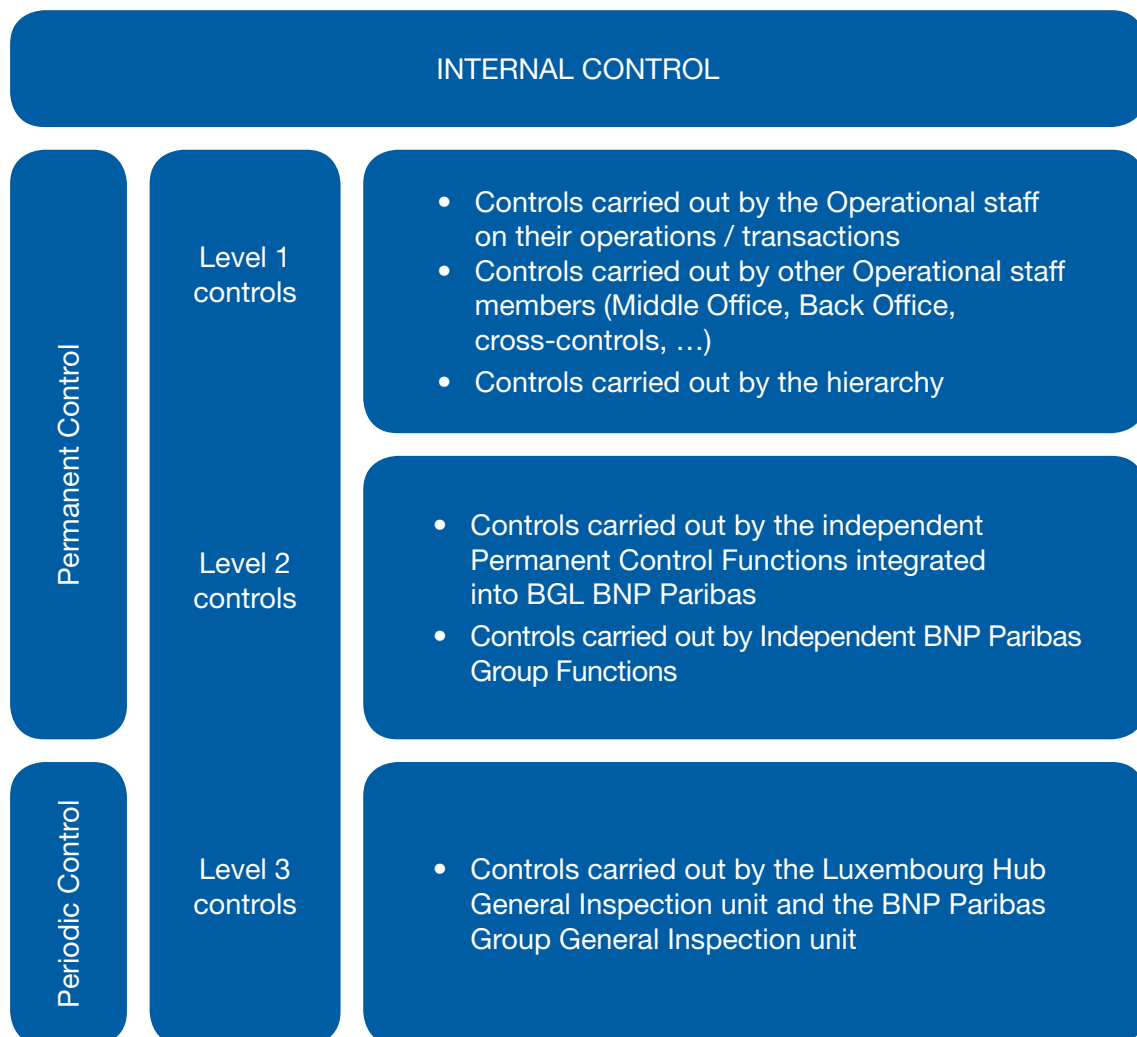 INTERNAL CONTROL
Permanent Control
Level 1
controls
• Controls carried out by the Operational staff
on their operations / transactions
• Controls carried out by other Operational staff
members (Middle Office, Back Office,
cross-controls, …)
• Controls carried out by the hierarchy
Level 2
controls
• Controls carried out by the independent
Permanent Control Functions integrated
into BGL BNP Paribas
• Controls carried out by Independent BNP Paribas
Group Functions
Periodic Control
Level 3
controls
• Controls carried out by the Luxembourg Hub
General Inspection unit and the BNP Paribas
Group General Inspection unit